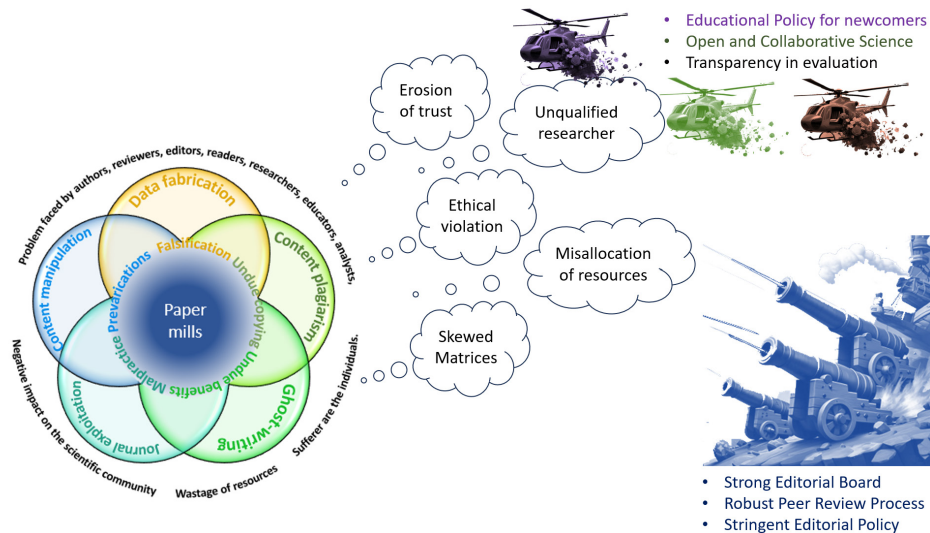 Educational Policy for newcomers
Open and Collaborative Science
Transparency in evaluation
Erosion
of trust
Unqualified
researcher
Ethical
violation
Misallocation
of resources
Skewed
Matrices
Problem faced by authors, reviewers, editors, readers, researchers, educators, analysts,
Data fabrication
Content plagiarism
Ghost-writing
Journal exploitation
Content manipulation
Falsification
Undue copying
Undue benefits
Malpractice
Prevarications
Paper
mills
Sufferer are the individuals.
Wastage of resources
Negative impact on the scientific community
Strong Editorial Board
Robust Peer Review Process
Stringent Editorial Policy